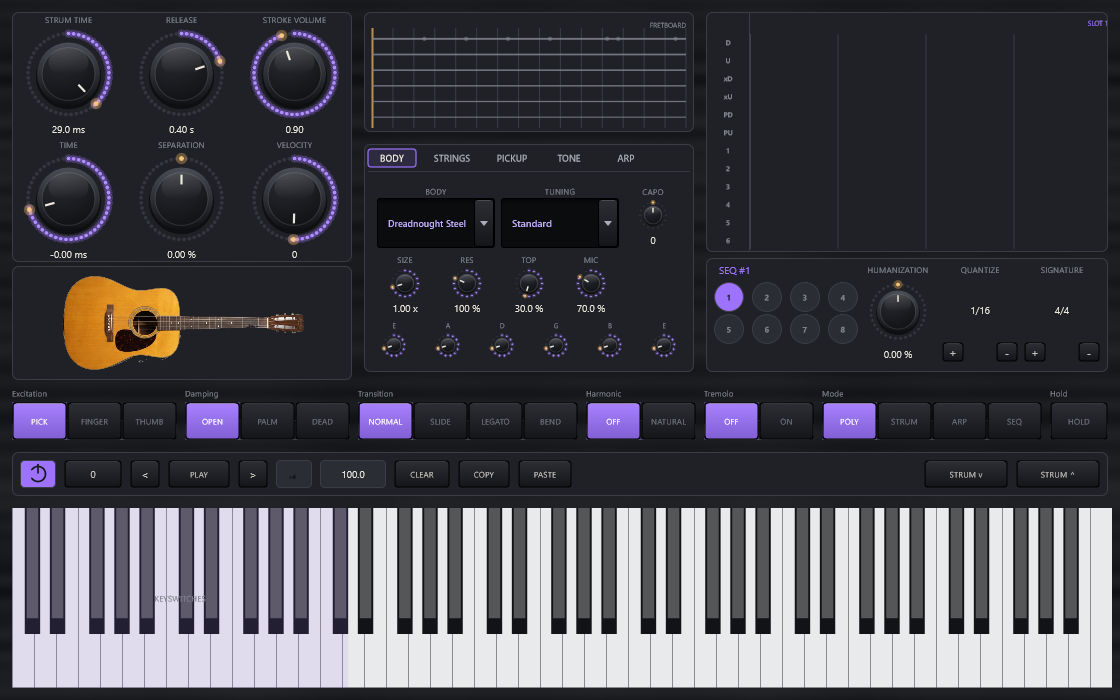 STRUM TIME RELEASE STROKE VOLUME
29.0 ms 0.40 s 0.90
TIME SEPARATION VELOCITY
-0.00 ms 0.00 % 0
FRETBOARD
BODY STRINGS PICKUP TONE ARP
BODY TUNING CAPO
Dreadnought Steel Standard
0
SIZE RES TOP MIC
1.00 x 100 % 30.0 % 70.0 %
E A D G B E
SLOT 1
D
U
xD
xU
PD
PU
1
2
3
4
5
6
SEQ #1 HUMANIZATION QUANTIZE SIGNATURE
1 2 3 4
1/16 4/4
5 6 7 8
0.00 % + - + -
Excitation Damping Transition Harmonic Tremolo Mode Hold
PICK FINGER THUMB OPEN PALM DEAD NORMAL SLIDE LEGATO BEND OFF NATURAL OFF ON POLY STRUM ARP SEQ HOLD
0 < PLAY > 100.0 CLEAR COPY PASTE STRUM v STRUM ^
KEYSWITCHES